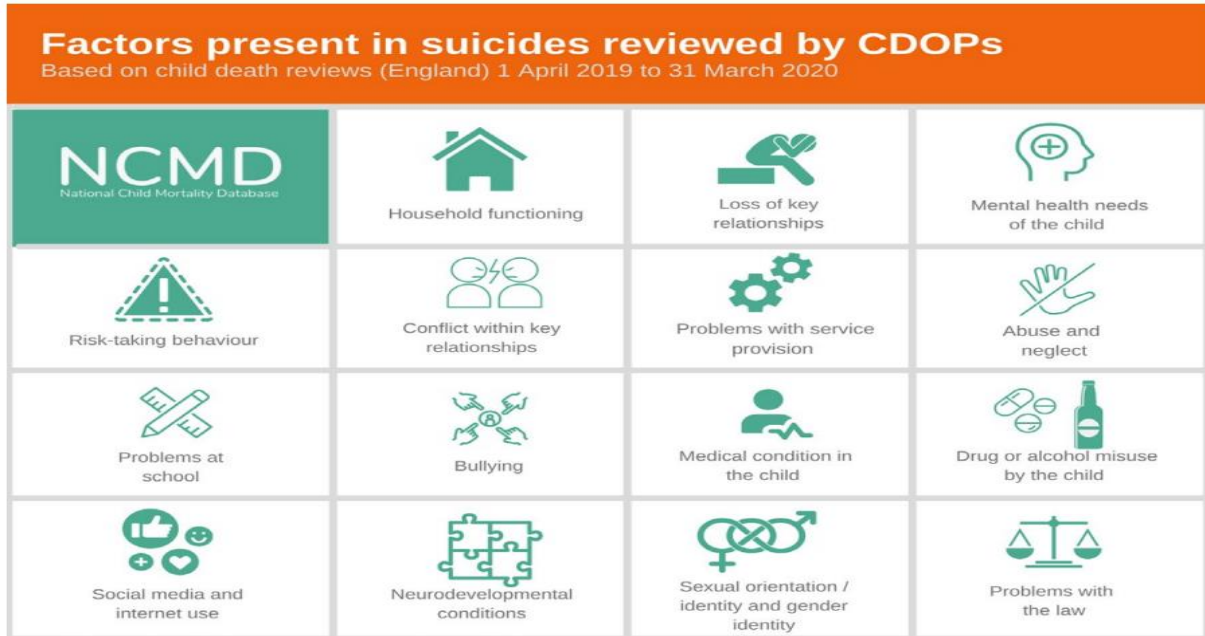 Factors present in suicides reviewed by CDOPs
Based on child death reviews (England) 1 April 2019 to 31 March 2020
NCMD
National Child Mortality Database
Household functioning
Loss of key
relationships
Mental health needs
of the child
Risk-taking behaviour
Conflict within key
relationships
Problems with service
provision
Abuse and
neglect
Problems at
school
Bullying
Medical condition in
the child
Drug or alcohol misuse
by the child
Social media and
internet use
Neurodevelopmental
conditions
Sexual orientation /
identity and gender
identity
Problems with
the law